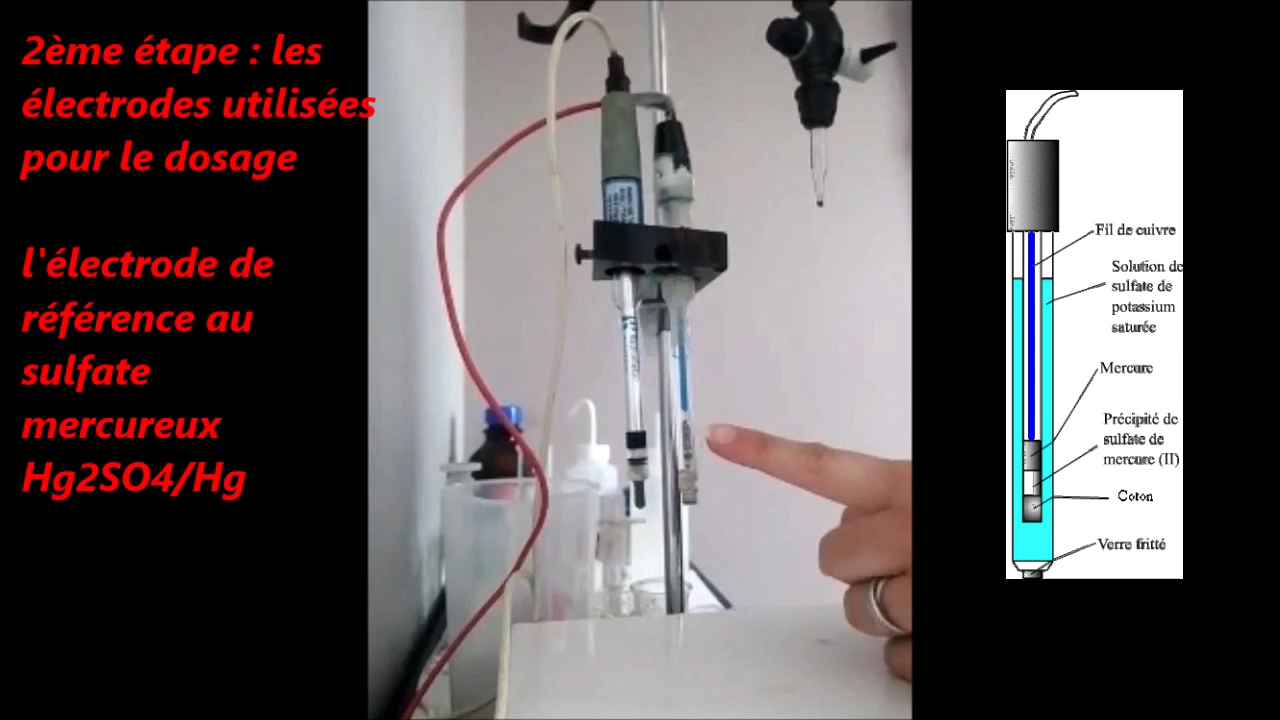 2ème étape : les
électrodes utilisées
pour le dosage
l'électrode de
référence au
sulfate
mercureux
Hg2SO4/Hg
Fil de cuivre
Solution de
sulfate de
potassium
saturée
Mercure
Précipité de
sulfate de
mercure (II)
Coton
Verre fritté